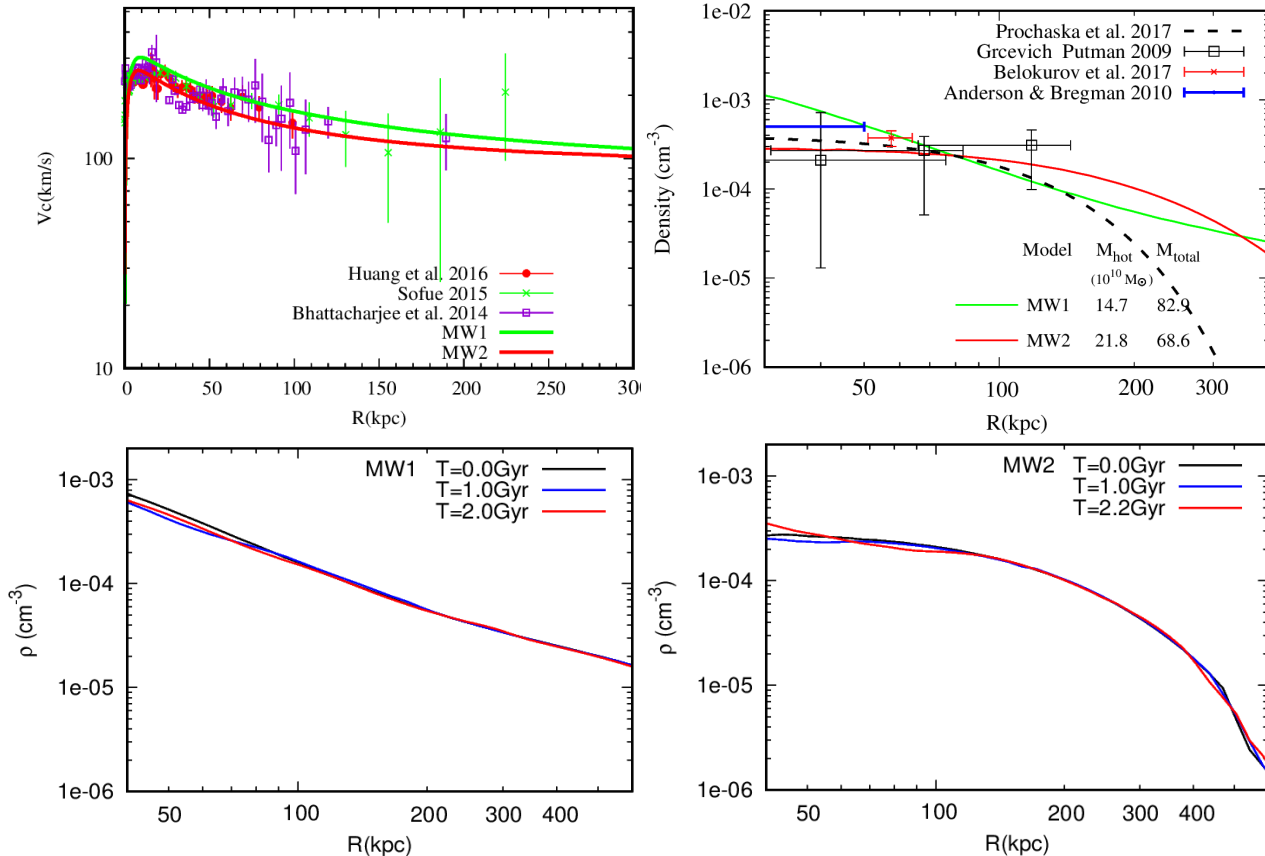 Vc(km/s)
100
10
Huang et al. 2016
Sofue 2015
Bhattacharjee et al. 2014
MW1
MW2
0 50 100 150 200 250 300
R(kpc)
Density (cm-3)
1e-02
1e-03
1e-04
1e-05
1e-06
Prochaska et al. 2017
Grcevich Putman 2009
Belokurov et al. 2017
Anderson & Bregman 2010
Model Mhot Mtotal
(10^10 M⊙)
MW1 14.7 82.9
MW2 21.8 68.6
50 100 200 300
R(kpc)
ρ (cm-3)
1e-03
1e-04
1e-05
1e-06
MW1 T=0.0Gyr
T=1.0Gyr
T=2.0Gyr
50 100 200 400
R(kpc)
ρ (cm-3)
1e-03
1e-04
1e-05
1e-06
MW2 T=0.0Gyr
T=1.0Gyr
T=2.2Gyr
50 100 200 400
R(kpc)